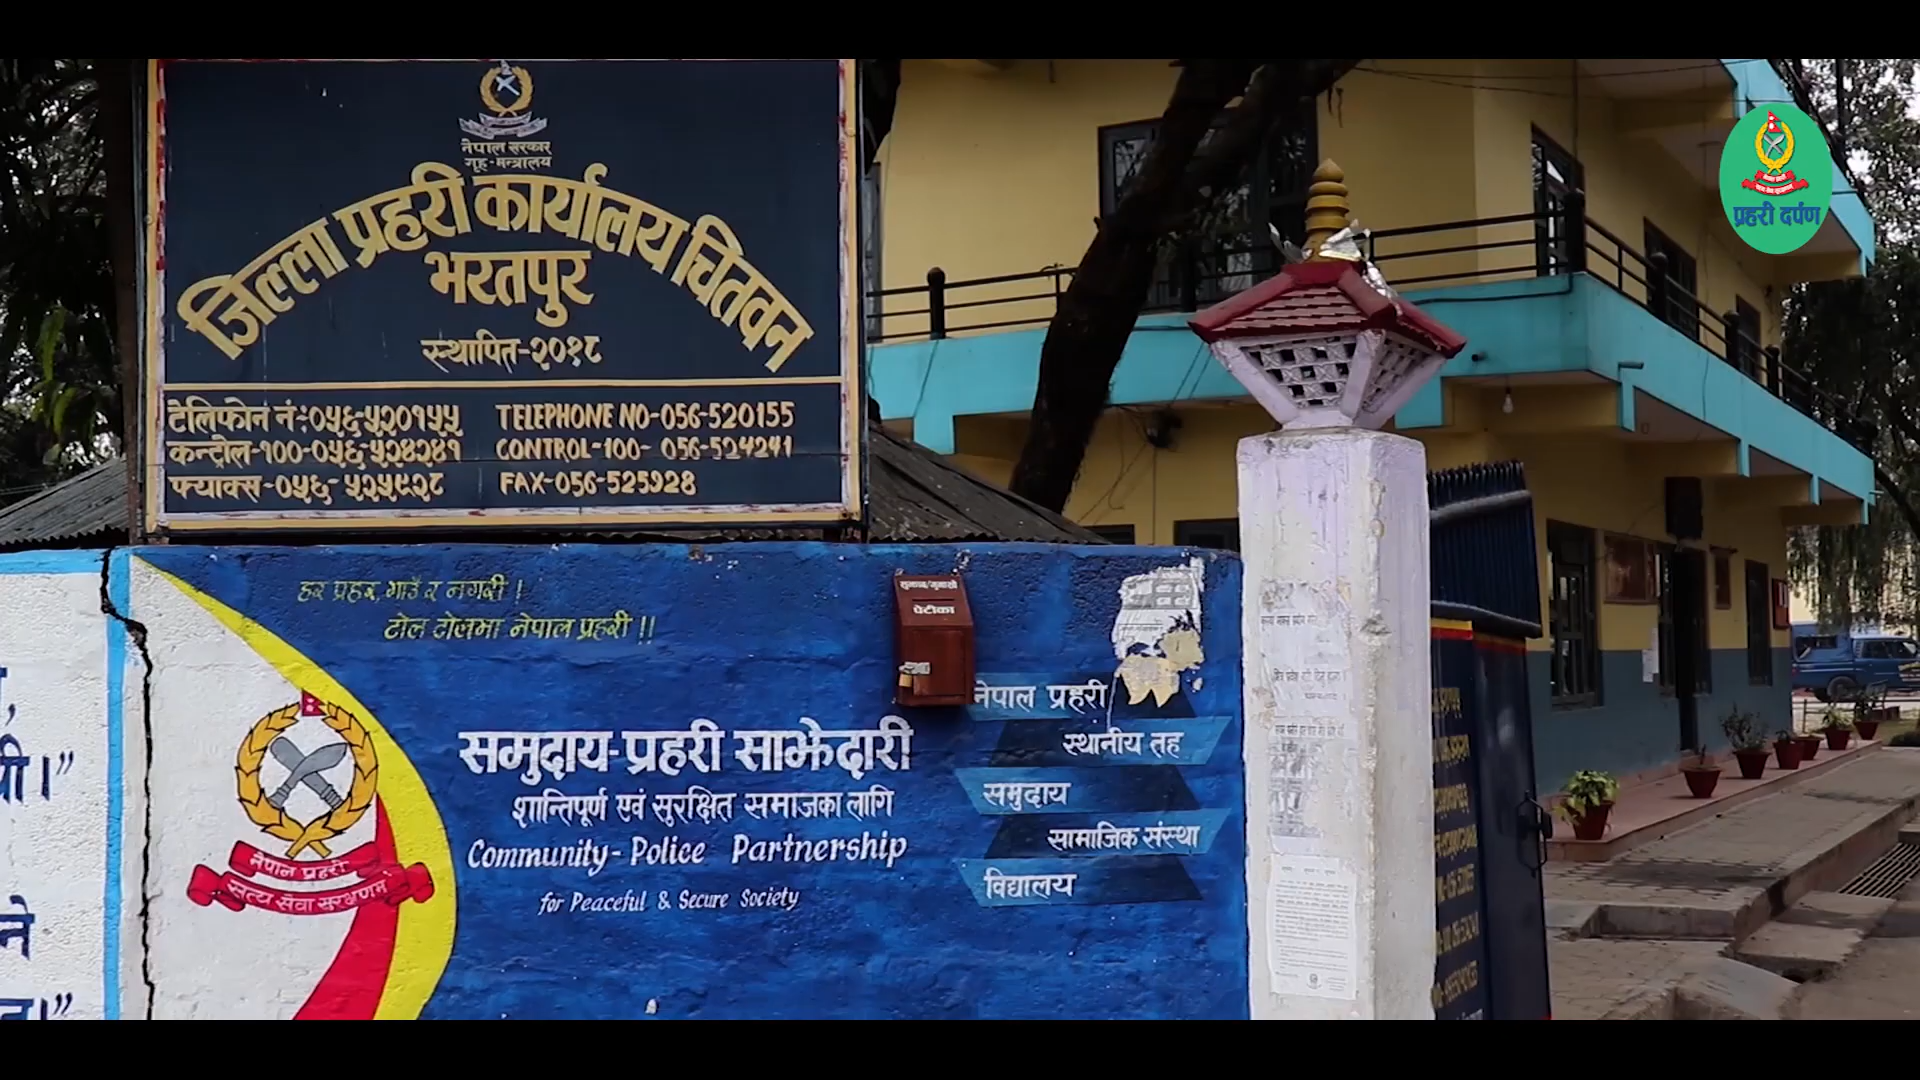 नेपाल सरकार
गृह-मन्त्रालय
जिल्ला प्रहरी कार्यालय चितवन
भरतपुर
स्थापित-२०१८
टेलिफोन नं:०५६-५२०१५५ TELEPHONE NO-056-520155
कन्ट्रोल-१००-०५६-५२४२४१ CONTROL-100- 056-524241
फ्याक्स-०५६-५२५९२८ FAX-056-525928
प्रहरी दर्पण
हर प्रहर, गाउँ र नगरी !
टोल टोलमा नेपाल प्रहरी !!
पेटीका
समुदाय-प्रहरी साझेदारी
शान्तिपूर्ण एवं सुरक्षित समाजका लागि
Community-Police Partnership
for Peaceful & Secure Society
नेपाल प्रहरी
स्थानीय तह
समुदाय
सामाजिक संस्था
विद्यालय
नेपाल प्रहरी
सत्य सेवा सुरक्षणम्
ने